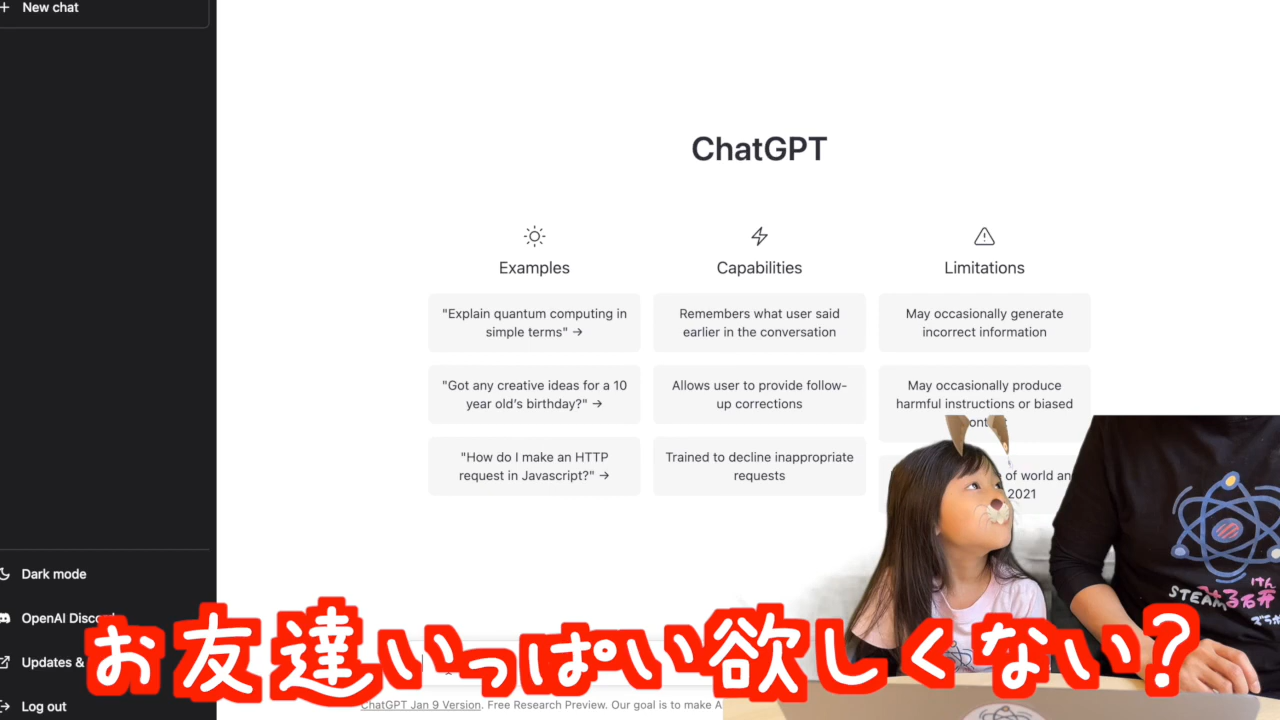 New chat
ChatGPT
Examples
"Explain quantum computing in
simple terms" →
"Got any creative ideas for a 10
year old's birthday?" →
"How do I make an HTTP
request in Javascript?" →
Capabilities
Remembers what user said
earlier in the conversation
Allows user to provide follow-
up corrections
Trained to decline inappropriate
requests
Limitations
May occasionally generate
incorrect information
May occasionally produce
harmful instructions or biased
of world
2021
Dark mode
OpenAI
Updates &
Log out
お友達いっぱい欲しくない?
ChatGPT Jan 9 Version. Free Research Preview. Our goal is to make
けん
STEAM